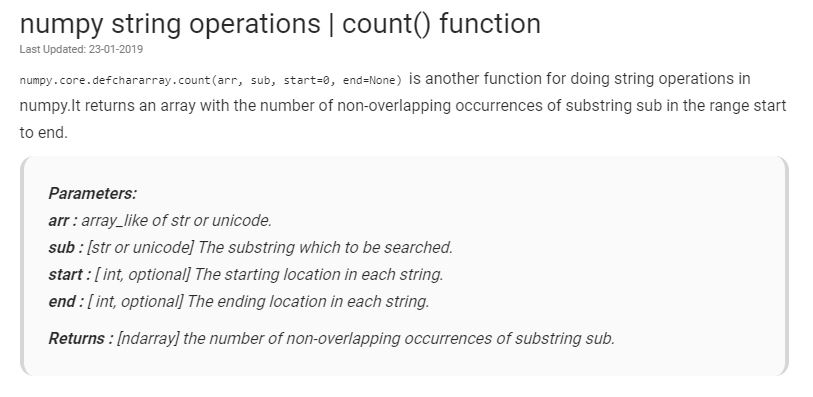 numpy string operations | count() function
Last Updated: 23-01-2019
numpy.core.defchararray.count(arr, sub, start=0, end=None) is another function for doing string operations in
numpy.It returns an array with the number of non-overlapping occurrences of substring sub in the range start
to end.
Parameters:
arr : array_like of str or unicode.
sub : [str or unicode] The substring which to be searched.
start : [ int, optional] The starting location in each string.
end : [ int, optional] The ending location in each string.
Returns : [ndarray] the number of non-overlapping occurrences of substring sub.